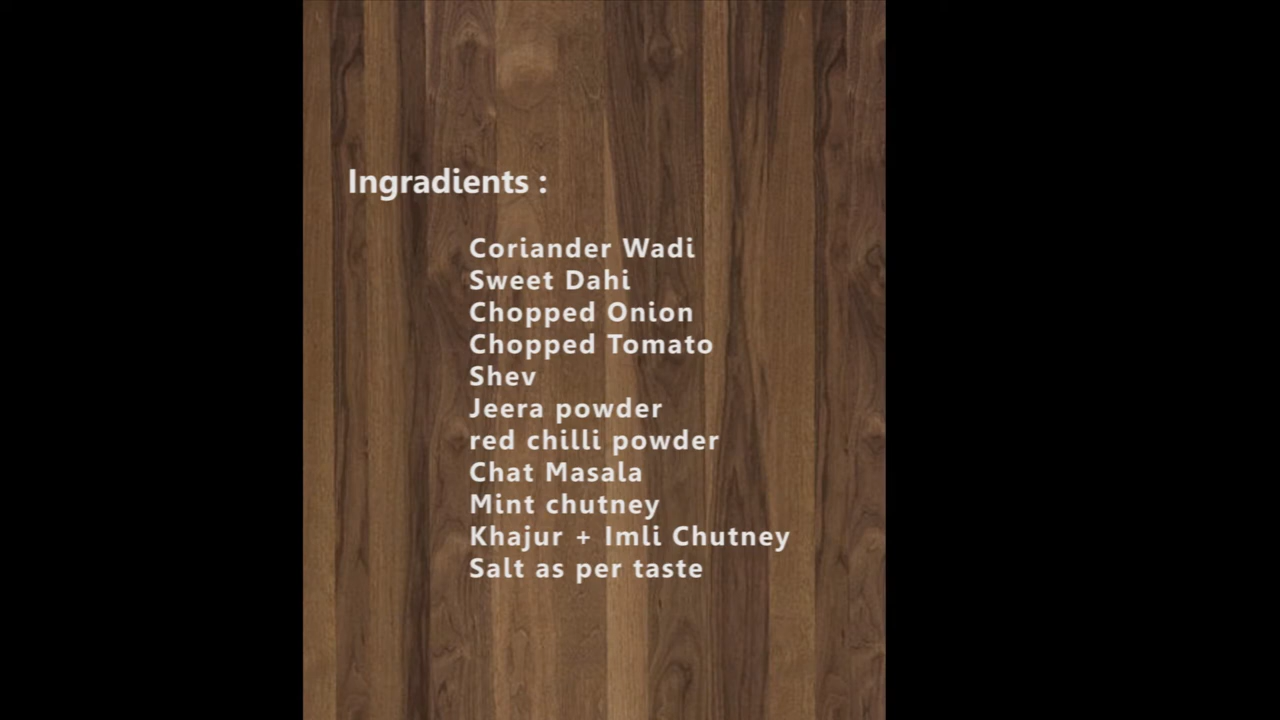 Ingradients :
Coriander Wadi
Sweet Dahi
Chopped Onion
Chopped Tomato
Shev
Jeera powder
red chilli powder
Chat Masala
Mint chutney
Khajur + Imli Chutney
Salt as per taste